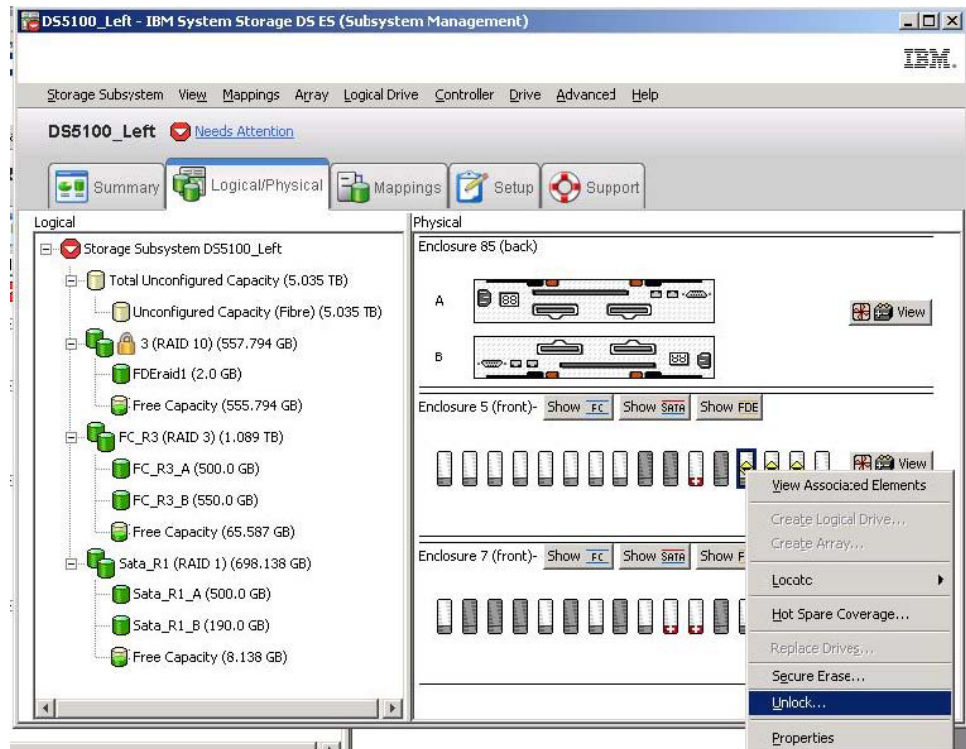 DS5100_Left - IBM System Storage DS ES (Subsystem Management)
IBM.
Storage Subsystem View Mappings Array Logical Drive Controller Drive Advanced Help
DS5100_Left Needs Attention
Summary Logical/Physical Mappings Setup Support
Logical
Storage Subsystem DS5100_Left
Total Unconfigured Capacity (5.035 TB)
Unconfigured Capacity (Fibre) (5.035 TB)
3 (RAID 10) (557.794 GB)
FDEraid1 (2.0 GB)
Free Capacity (555.794 GB)
FC_R3 (RAID 3) (1.089 TB)
FC_R3_A (500.0 GB)
FC_R3_B (550.0 GB)
Free Capacity (65.587 GB)
Sata_R1 (RAID 1) (698.138 GB)
Sata_R1_A (500.0 GB)
Sata_R1_B (190.0 GB)
Free Capacity (8.138 GB)
Physical
Enclosure 85 (back)
A
88
View
B
88
Enclosure 5 (front)- Show FC Show SATA Show FDE
View
Enclosure 7 (front)- Show FC Show SATA Show F
View Associated Elements
Create Logical Drive...
Create Array...
Locate
Hot Spare Coverage...
Replace Drives...
Secure Erase...
Unlock...
Properties